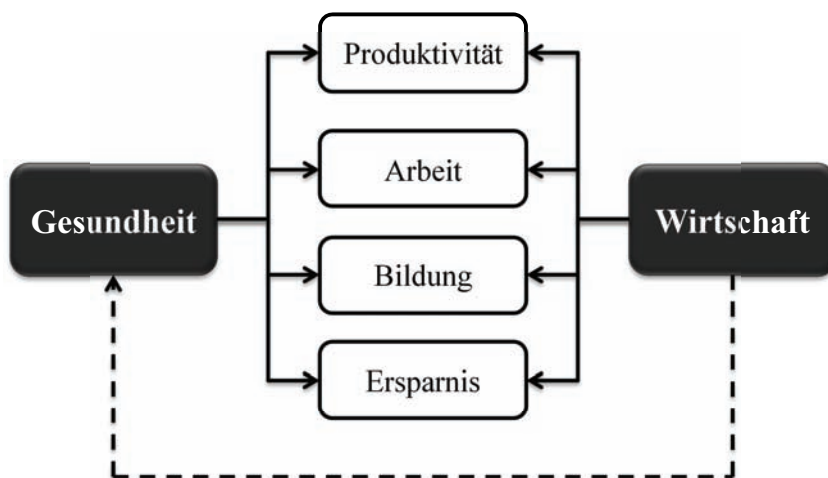 Produktivität
Arbeit
Gesundheit
Wirtschaft
Bildung
Ersparnis